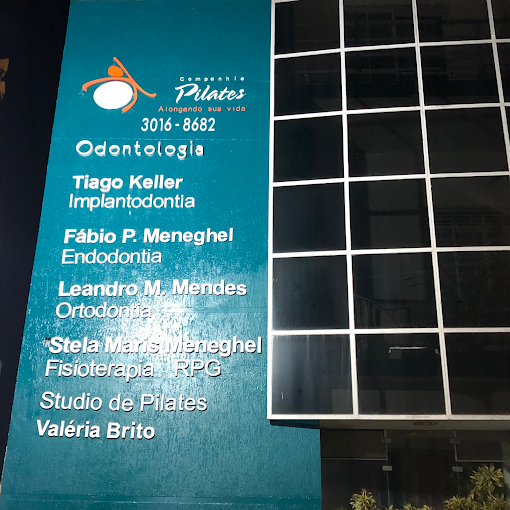 Companhia
Pilates
Alongando sua vida
3016-8682
Odontologia
Tiago Keller
Implantodontia
Fábio P. Meneghel
Endodontia
Leandro M. Mendes
Ortodontia
Stela Maris Meneghel
Fisioterapia RPG
Studio de Pilates
Valéria Brito